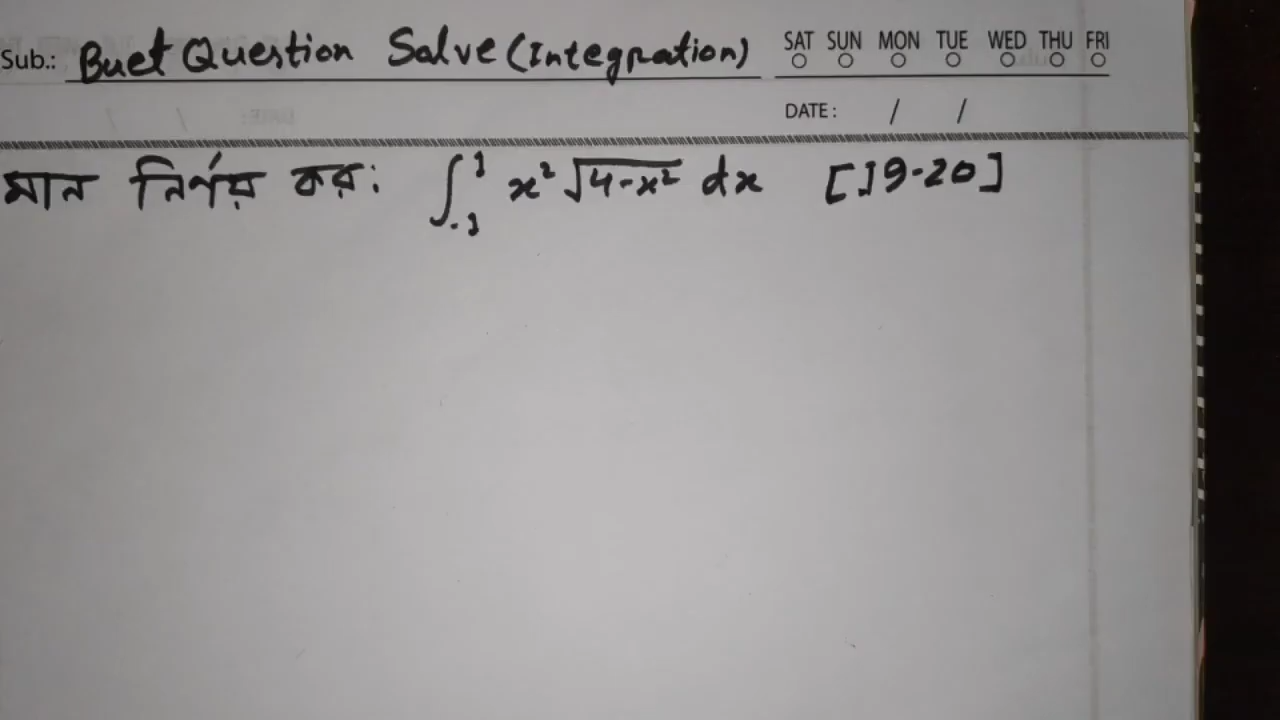 Sub.: Buet Question Solve (Integration) SAT SUN MON TUE WED THU FRI
DATE: / /
মান নির্ণয় কর: ∫₋₁¹ x² √(4-x²) dx [19-20]